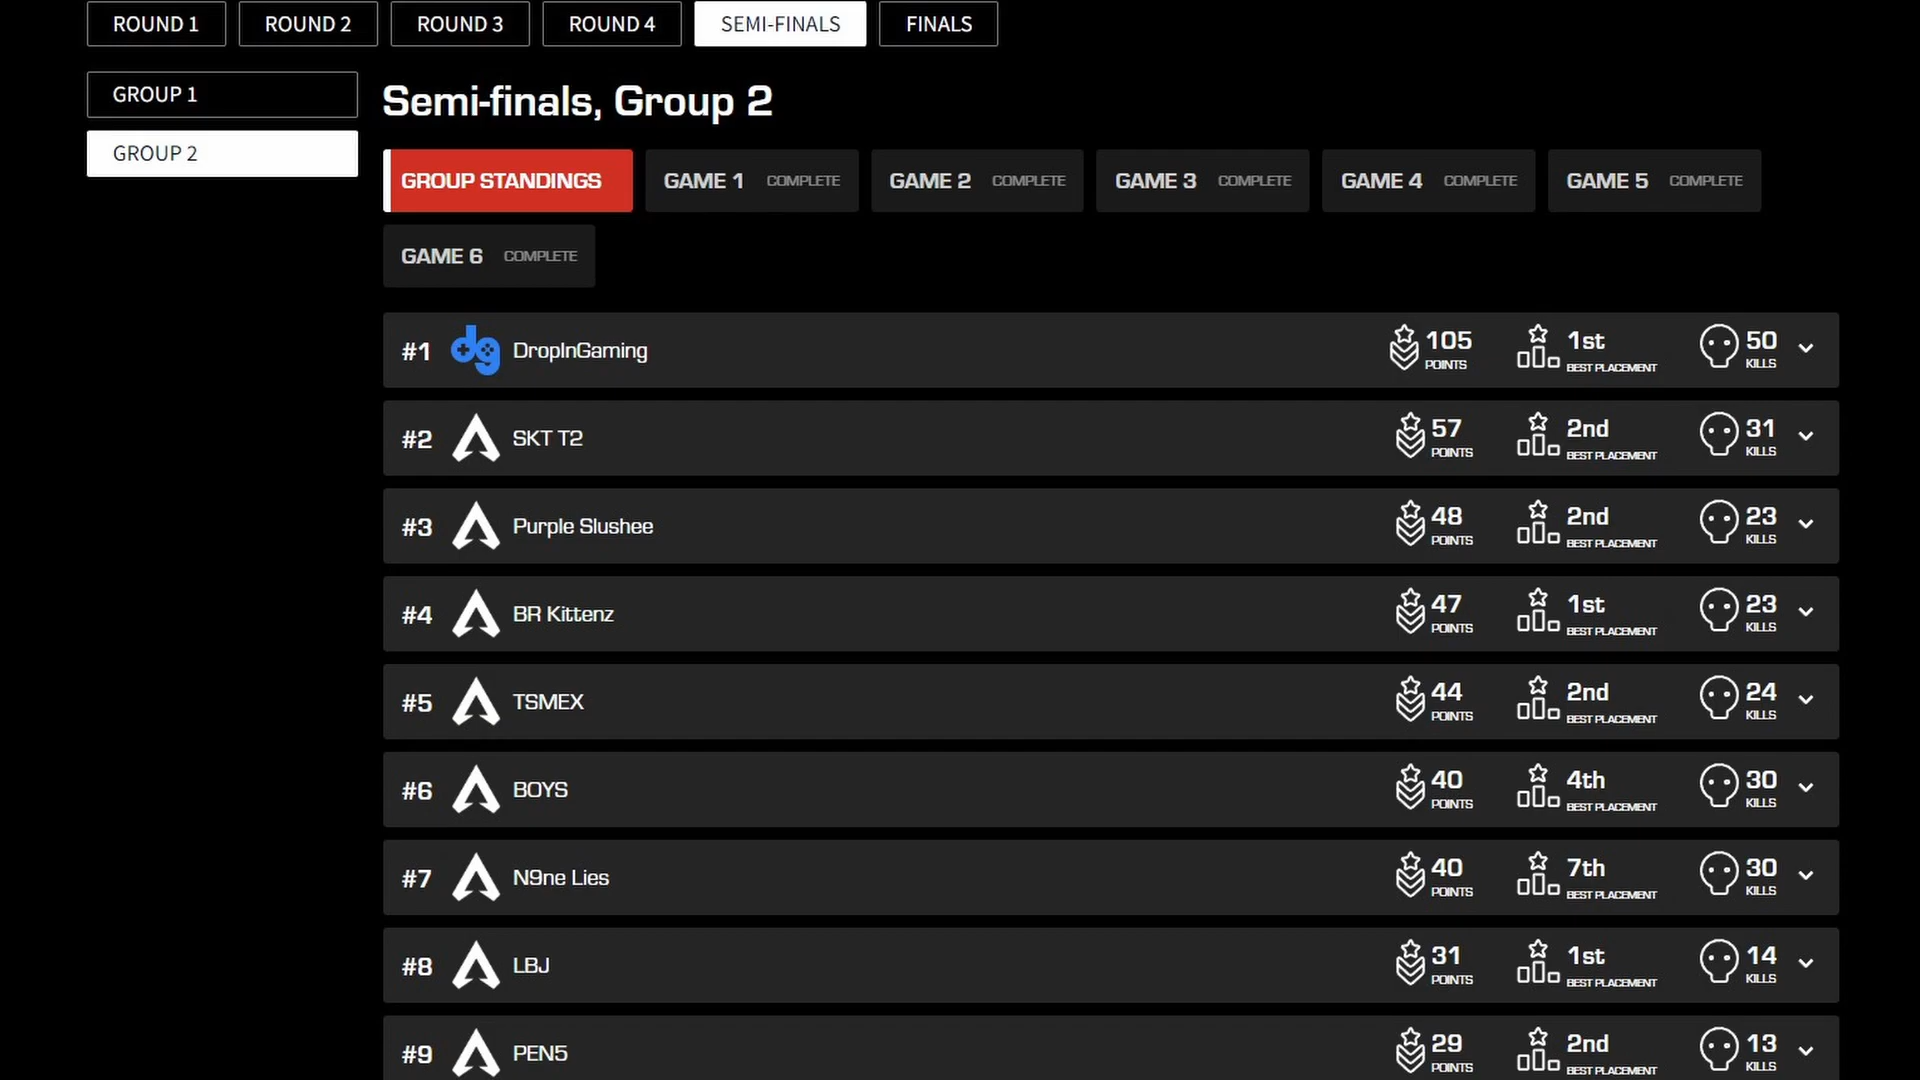 ROUND 1 ROUND 2 ROUND 3 ROUND 4 SEMI-FINALS FINALS
GROUP 1
GROUP 2
Semi-finals, Group 2
GROUP STANDINGS GAME 1 COMPLETE GAME 2 COMPLETE GAME 3 COMPLETE GAME 4 COMPLETE GAME 5 COMPLETE
GAME 6 COMPLETE
#1 dg DropInGaming 105 POINTS 1st BEST PLACEMENT 50 KILLS
#2 SKT T2 57 POINTS 2nd BEST PLACEMENT 31 KILLS
#3 Purple Slushee 48 POINTS 2nd BEST PLACEMENT 23 KILLS
#4 BR Kittenz 47 POINTS 1st BEST PLACEMENT 23 KILLS
#5 TSMEX 44 POINTS 2nd BEST PLACEMENT 24 KILLS
#6 BOYS 40 POINTS 4th BEST PLACEMENT 30 KILLS
#7 N9ne Lies 40 POINTS 7th BEST PLACEMENT 30 KILLS
#8 LBJ 31 POINTS 1st BEST PLACEMENT 14 KILLS
#9 PEN5 29 POINTS 2nd BEST PLACEMENT 13 KILLS